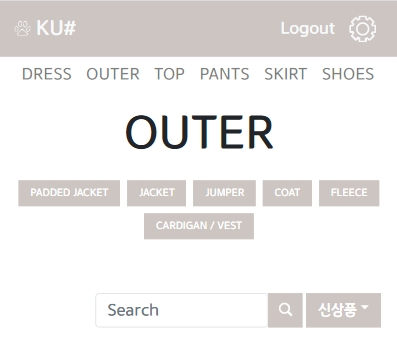 KU# Logout
DRESS OUTER TOP PANTS SKIRT SHOES
OUTER
PADDED JACKET JACKET JUMPER COAT FLEECE
CARDIGAN / VEST
Search 신상품